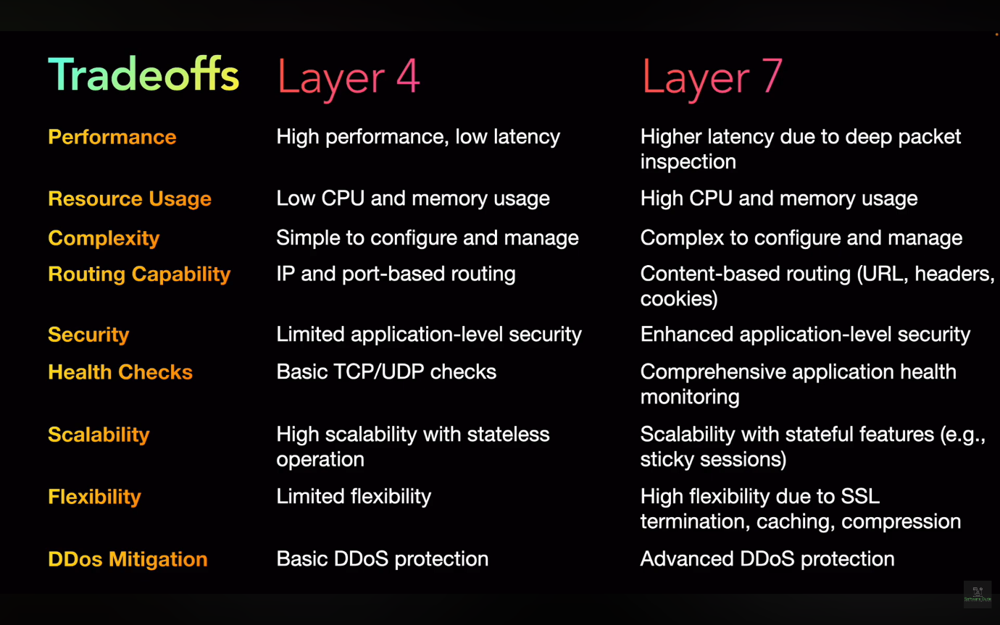 Tradeoffs Layer 4 Layer 7
Performance High performance, low latency Higher latency due to deep packet
inspection
Resource Usage Low CPU and memory usage High CPU and memory usage
Complexity Simple to configure and manage Complex to configure and manage
Routing Capability IP and port-based routing Content-based routing (URL, headers,
cookies)
Security Limited application-level security Enhanced application-level security
Health Checks Basic TCP/UDP checks Comprehensive application health
monitoring
Scalability High scalability with stateless Scalability with stateful features (e.g.,
operation sticky sessions)
Flexibility Limited flexibility High flexibility due to SSL
termination, caching, compression
DDos Mitigation Basic DDoS protection Advanced DDoS protection
Software Dude